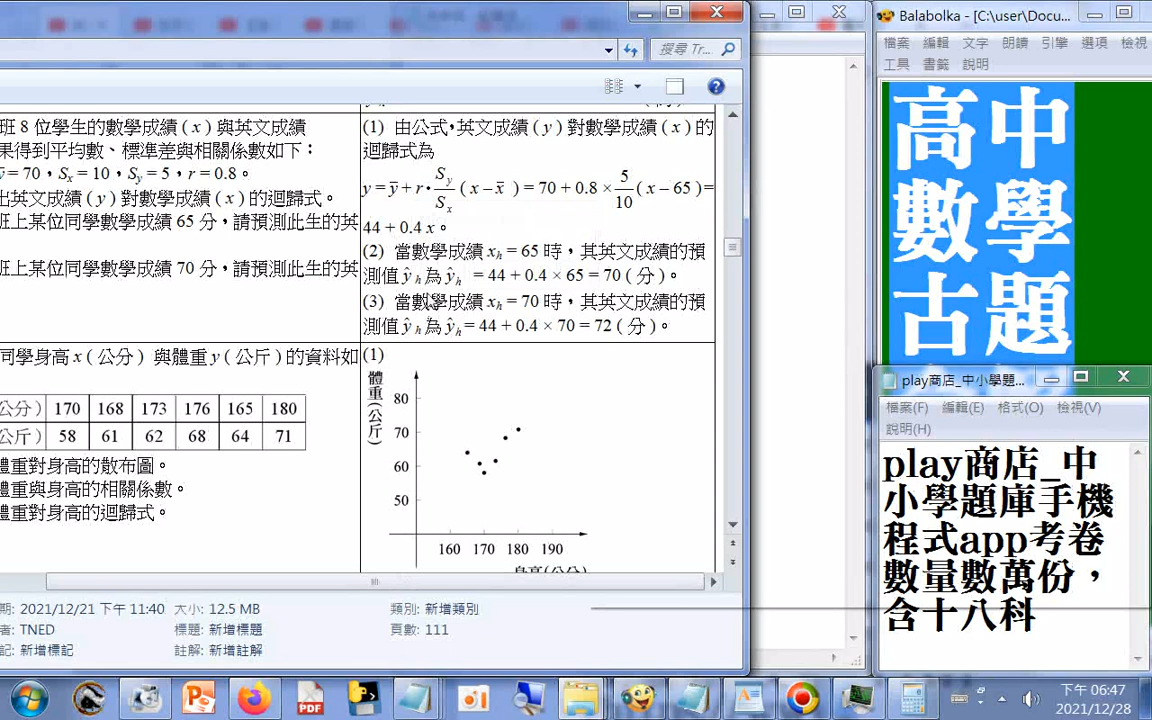 搜尋 Tr...
班 8 位學生的數學成績 ( x ) 與英文成績
果得到平均數、標準差與相關係數如下：
ȳ = 70，Sx = 10，Sy = 5，r = 0.8。
出英文成績 ( y ) 對數學成績 ( x ) 的迴歸式。
班上某位同學數學成績 65 分，請預測此生的英
班上某位同學數學成績 70 分，請預測此生的英
(1) 由公式，英文成績 ( y ) 對數學成績 ( x ) 的
迴歸式為
y = ȳ + r· Sy/Sx ( x − x̄ ) = 70 + 0.8 × 5/10 ( x − 65 ) =
44 + 0.4 x。
(2) 當數學成績 xh = 65 時，其英文成績的預
測值 ŷh 為 ŷh = 44 + 0.4 × 65 = 70 ( 分 )。
(3) 當數學成績 xh = 70 時，其英文成績的預
測值 ŷh 為 ŷh = 44 + 0.4 × 70 = 72 ( 分 )。
同學身高 x ( 公分 ) 與體重 y ( 公斤 ) 的資料如
公分 ) 170 168 173 176 165 180
公斤 ) 58 61 62 68 64 71
體重對身高的散布圖。
體重與身高的相關係數。
體重對身高的迴歸式。
(1)
體重(公斤)
80
70
60
50
160 170 180 190
身高(公分)
期: 2021/12/21 下午 11:40 大小: 12.5 MB 類別: 新增類別
者: TNED 標題: 新增標題 頁數: 111
記: 新增標記 註解: 新增註解
Balabolka - [C:\user\Docu...
檔案 編輯 文字 朗讀 引擎 選項 檢視
工具 書籤 說明
高中
數學
古題
play商店_中小學題...
檔案(F) 編輯(E) 格式(O) 檢視(V)
說明(H)
play商店_中
小學題庫手機
程式app考卷
數量數萬份，
含十八科
PDF
下午 06:47
2021/12/28